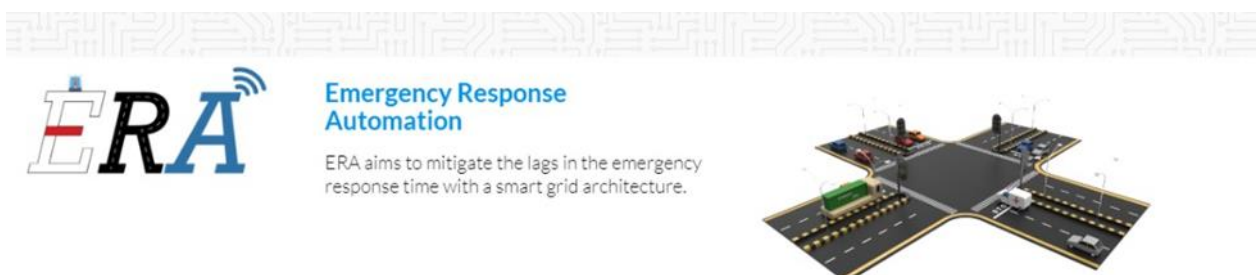 ERA
Emergency Response
Automation
ERA aims to mitigate the lags in the emergency
response time with a smart grid architecture.